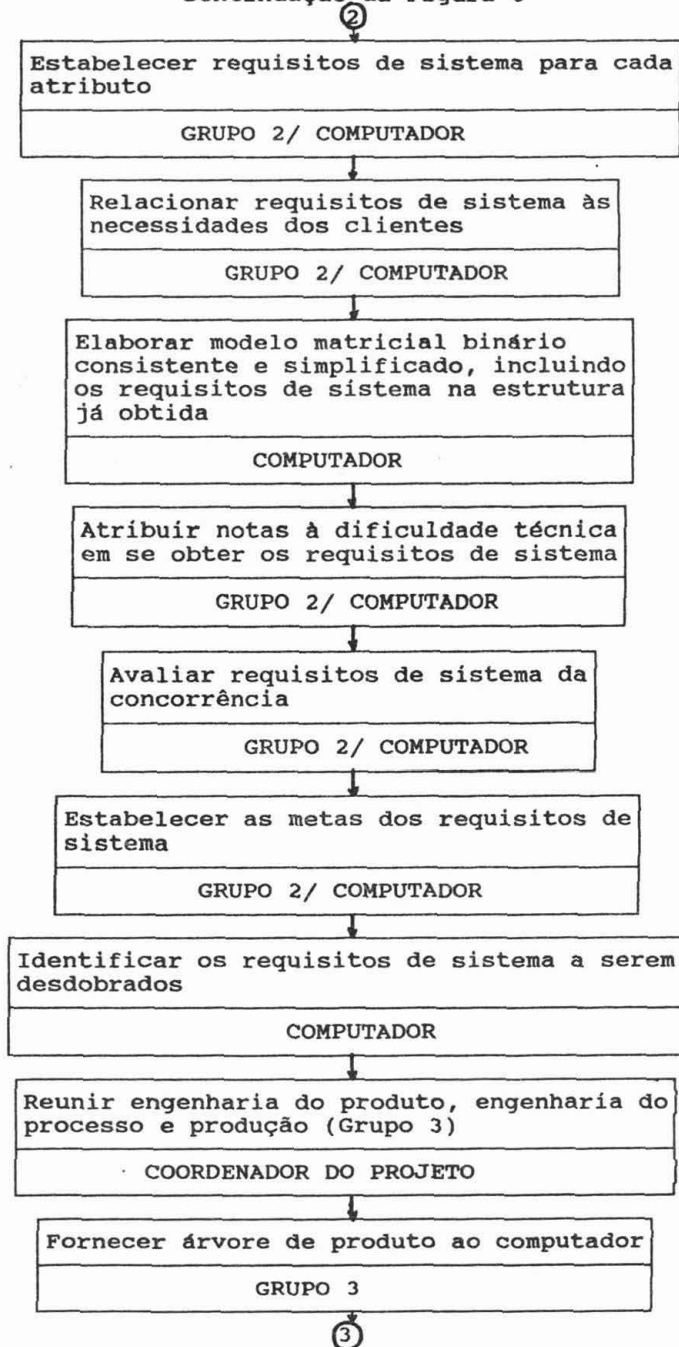 ②
Estabelecer requisitos de sistema para cada
atributo
GRUPO 2/ COMPUTADOR
Relacionar requisitos de sistema às
necessidades dos clientes
GRUPO 2/ COMPUTADOR
Elaborar modelo matricial binário
consistente e simplificado, incluindo
os requisitos de sistema na estrutura
já obtida
COMPUTADOR
Atribuir notas à dificuldade técnica
em se obter os requisitos de sistema
GRUPO 2/ COMPUTADOR
Avaliar requisitos de sistema da
concorrência
GRUPO 2/ COMPUTADOR
Estabelecer as metas dos requisitos de
sistema
GRUPO 2/ COMPUTADOR
Identificar os requisitos de sistema a serem
desdobrados
COMPUTADOR
Reunir engenharia do produto, engenharia do
processo e produção (Grupo 3)
COORDENADOR DO PROJETO
Fornecer árvore de produto ao computador
GRUPO 3
③